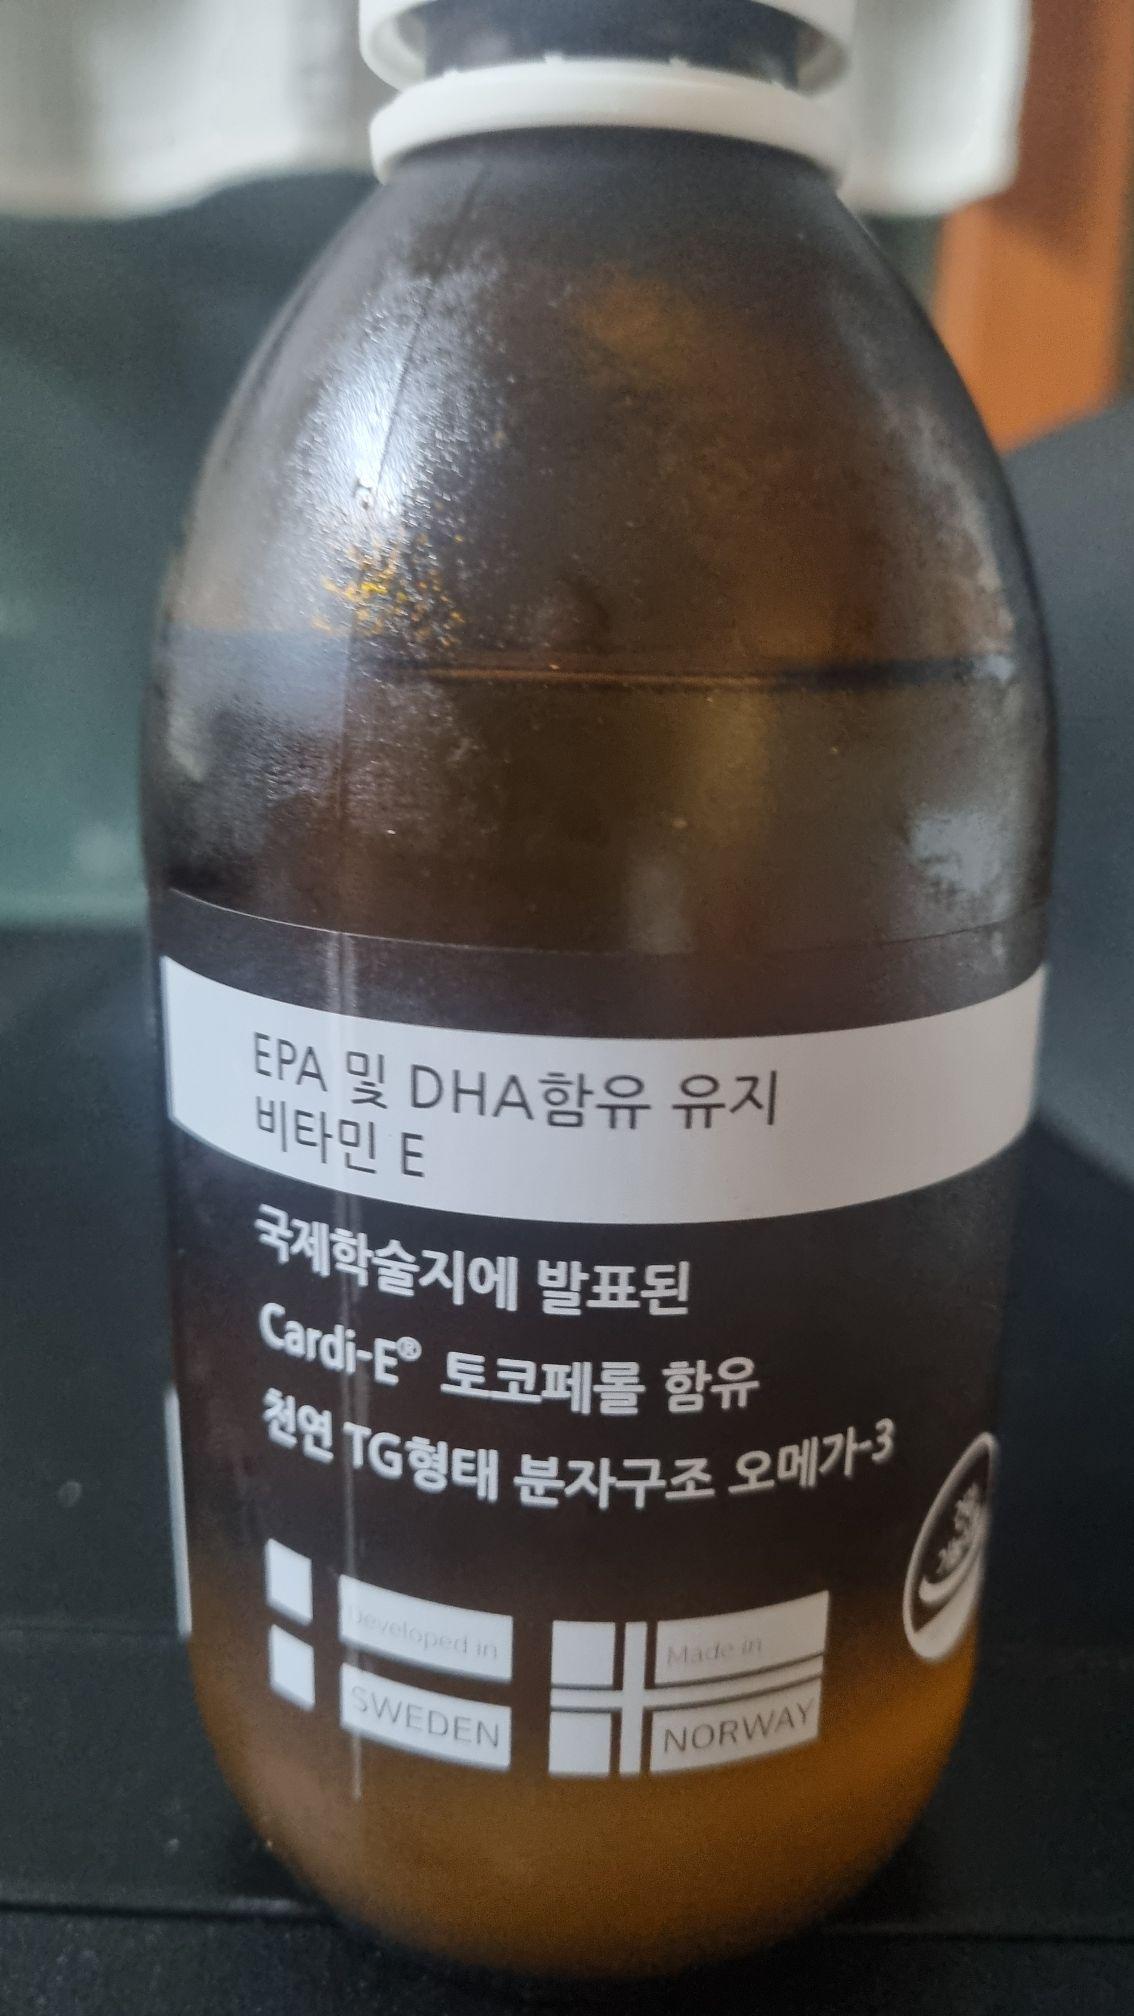 EPA 및 DHA함유 유지
비타민 E
국제학술지에 발표된
Cardi-E® 토코페롤 함유
천연 TG형태 분자구조 오메가-3
Developed in
SWEDEN
Made in
NORWAY